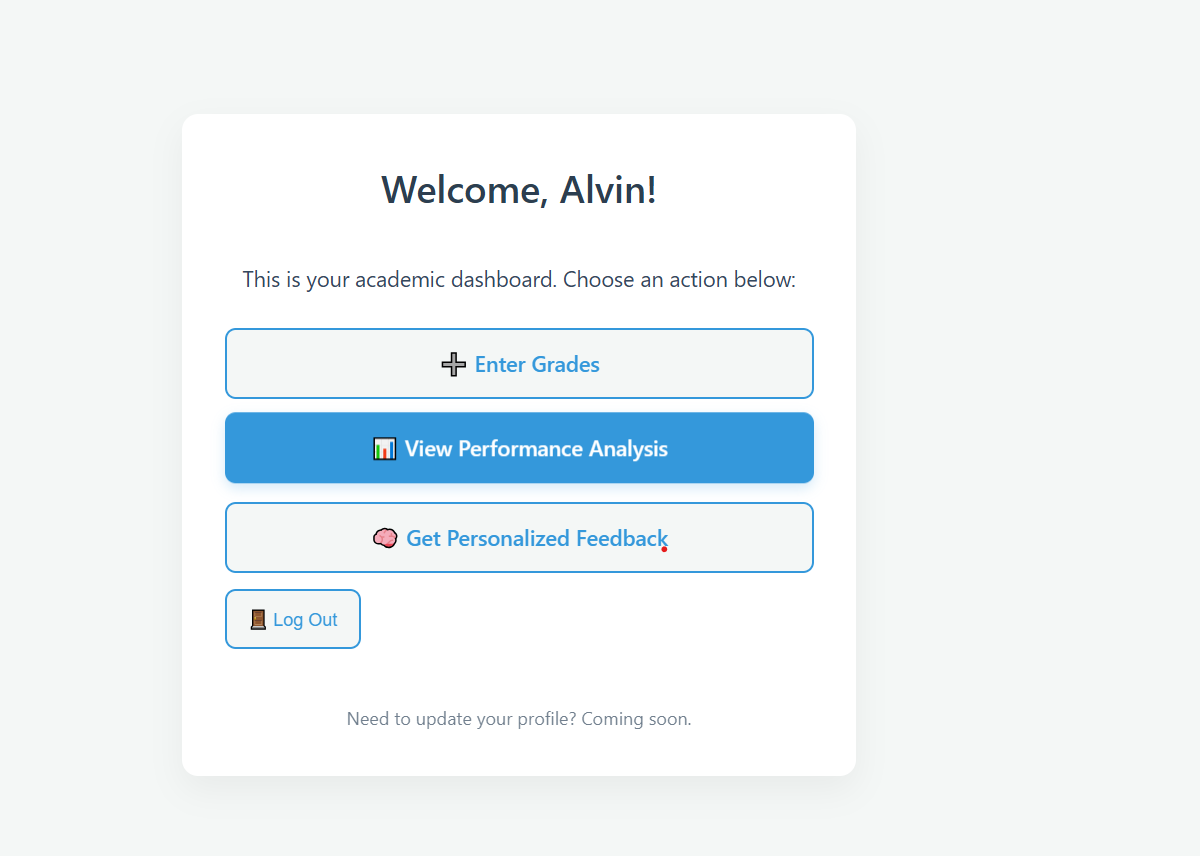 Welcome, Alvin!
This is your academic dashboard. Choose an action below:
➕ Enter Grades
📊 View Performance Analysis
🧠 Get Personalized Feedback
🚪 Log Out
Need to update your profile? Coming soon.